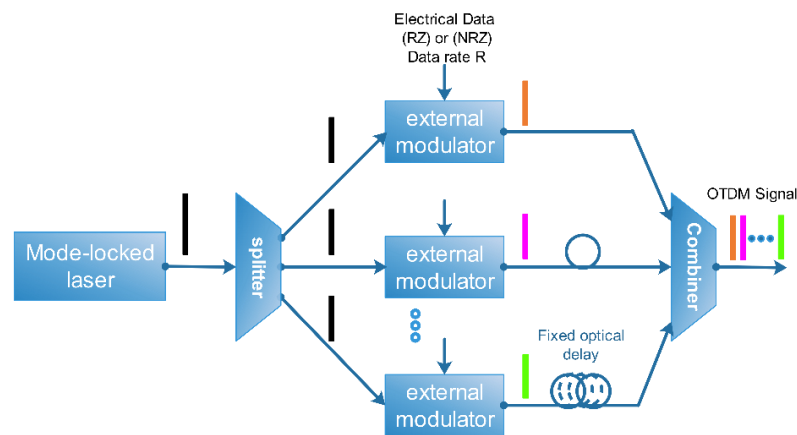 Electrical Data
(RZ) or (NRZ)
Data rate R
external
modulator
OTDM Signal
Mode-locked
laser
splitter
external
modulator
Combiner
Fixed optical
delay
external
modulator